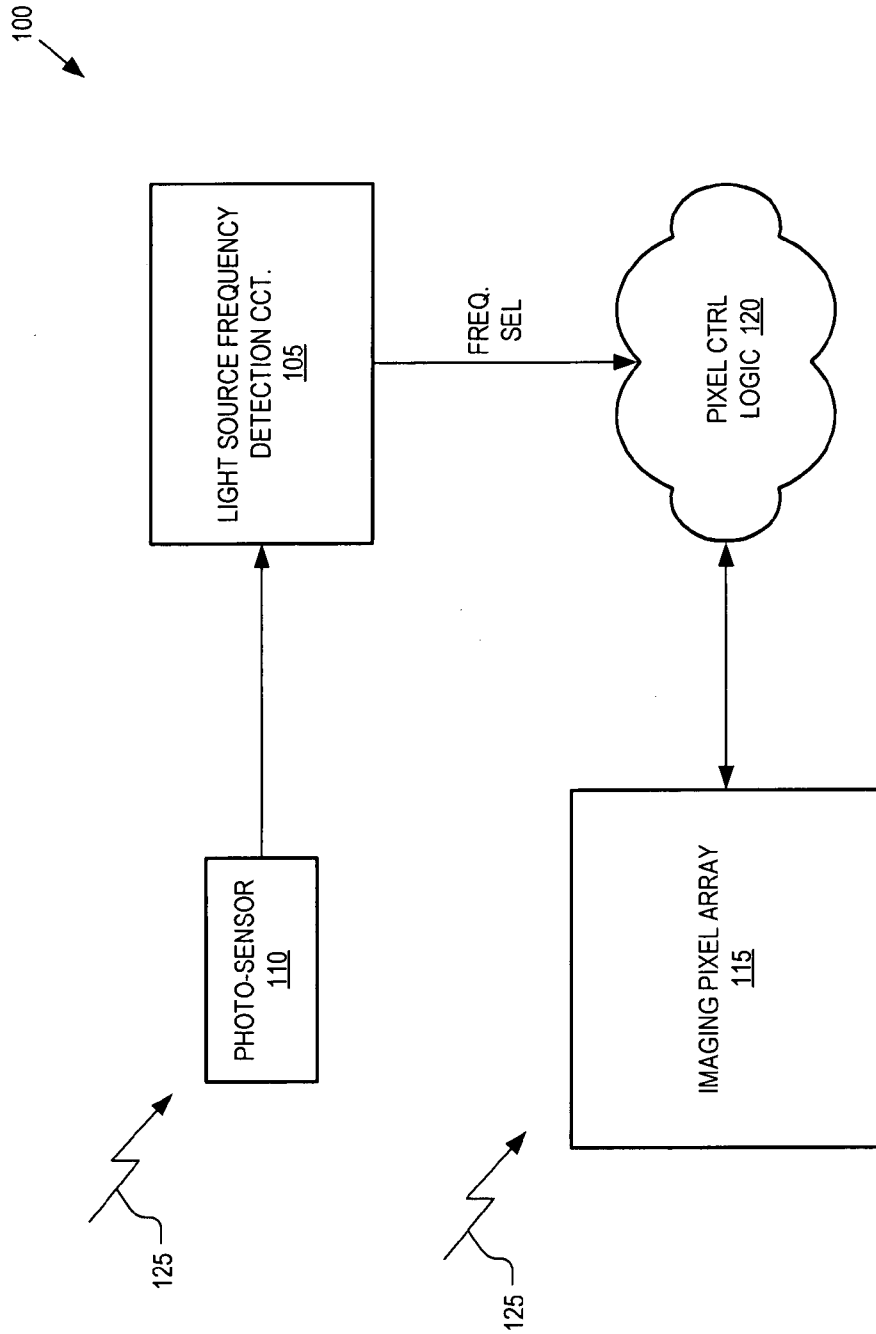 100
LIGHT SOURCE FREQUENCY
DETECTION CCT.
105
PHOTO-SENSOR
110
125
FREQ.
SEL
PIXEL CTRL
LOGIC 120
IMAGING PIXEL ARRAY
115
125